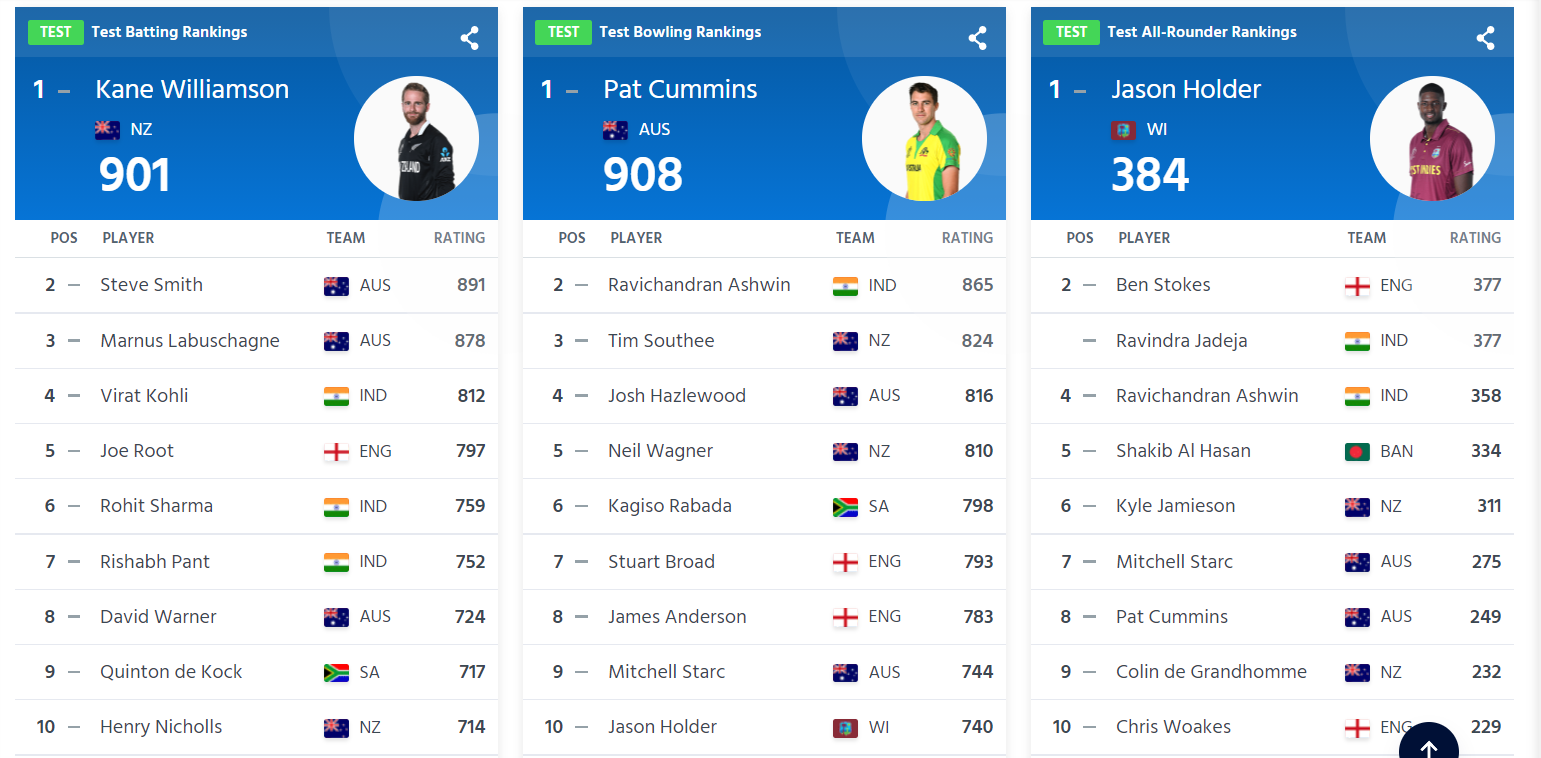 TEST Test Batting Rankings
1 – Kane Williamson
NZ
901
POS PLAYER TEAM RATING
2 – Steve Smith AUS 891
3 – Marnus Labuschagne AUS 878
4 – Virat Kohli IND 812
5 – Joe Root ENG 797
6 – Rohit Sharma IND 759
7 – Rishabh Pant IND 752
8 – David Warner AUS 724
9 – Quinton de Kock SA 717
10 – Henry Nicholls NZ 714
TEST Test Bowling Rankings
1 – Pat Cummins
AUS
908
POS PLAYER TEAM RATING
2 – Ravichandran Ashwin IND 865
3 – Tim Southee NZ 824
4 – Josh Hazlewood AUS 816
5 – Neil Wagner NZ 810
6 – Kagiso Rabada SA 798
7 – Stuart Broad ENG 793
8 – James Anderson ENG 783
9 – Mitchell Starc AUS 744
10 – Jason Holder WI 740
TEST Test All-Rounder Rankings
1 – Jason Holder
WI
384
POS PLAYER TEAM RATING
2 – Ben Stokes ENG 377
– Ravindra Jadeja IND 377
4 – Ravichandran Ashwin IND 358
5 – Shakib Al Hasan BAN 334
6 – Kyle Jamieson NZ 311
7 – Mitchell Starc AUS 275
8 – Pat Cummins AUS 249
9 – Colin de Grandhomme NZ 232
10 – Chris Woakes ENG 229